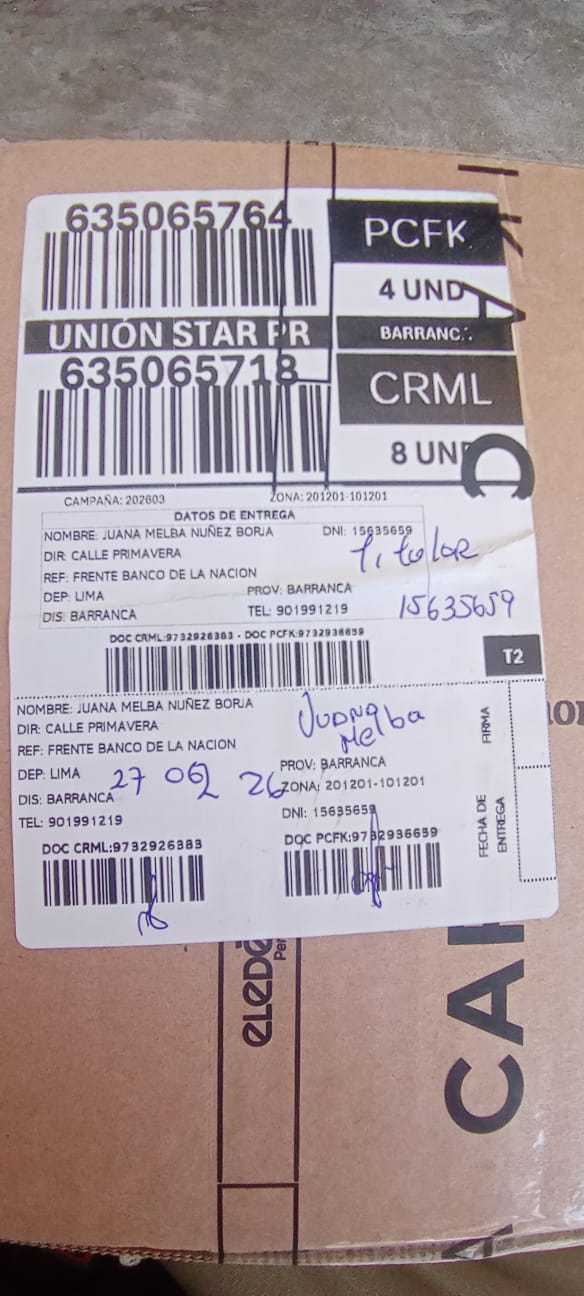 635065764
PCFK
4 UND
UNIÓN STAR PR
BARRANC
635065718
CRML
8 UND
CAMPAÑA: 202603 ZONA: 201201-101201
DATOS DE ENTREGA
NOMBRE: JUANA MELBA NUÑEZ BORJA DNI: 15635659
DIR: CALLE PRIMAVERA
Titular
REF: FRENTE BANCO DE LA NACION
DEP: LIMA PROV: BARRANCA
DIS: BARRANCA TEL: 901991219
15635659
DOC CRML:9732926383 - DOC PCFK:9732936659
T2
NOMBRE: JUANA MELBA NUÑEZ BORJA
DIR: CALLE PRIMAVERA
REF: FRENTE BANCO DE LA NACION
Juana
Melba
DEP: LIMA PROV: BARRANCA
27 06 26
DIS: BARRANCA ZONA: 201201-101201
TEL: 901991219 DNI: 15635659
FIRMA
FECHA DE
ENTREGA
DOC CRML:9732926383 DOC PCFK:9732936659